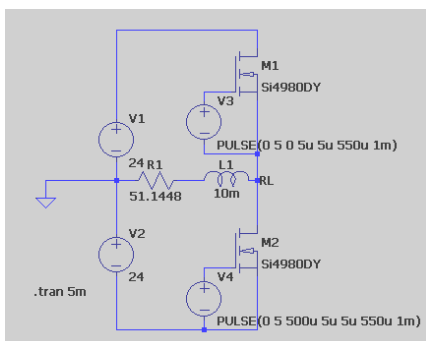 M1
Si4980DY
V3
V1
PULSE(0 5 0 5u 5u 550u 1m)
24
R1
L1
RL
51.1448
10m
V2
M2
Si4980DY
24
V4
.tran 5m
PULSE(0 5 500u 5u 5u 550u 1m)